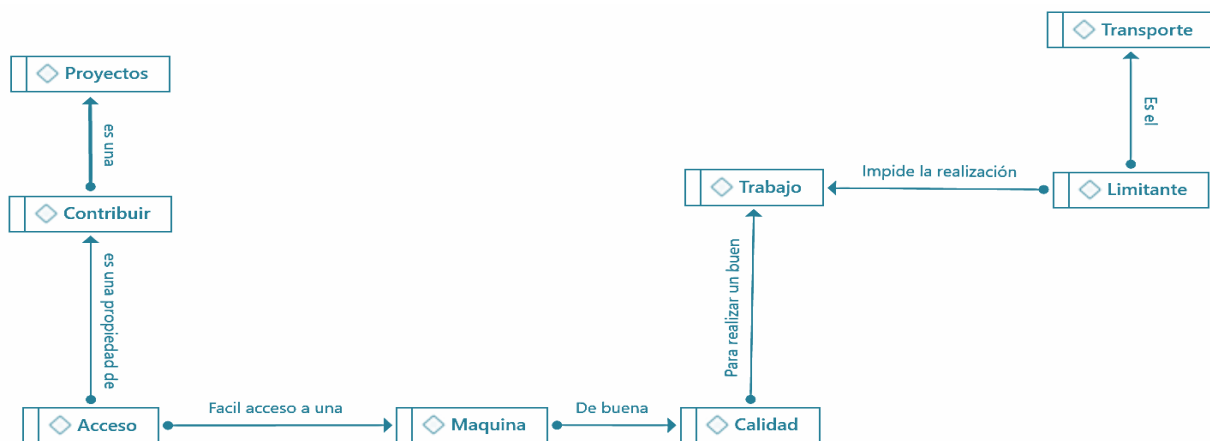 Transporte
Proyectos
Es el
es una
Impide la realización
Trabajo
Limitante
Contribuir
Para realizar un buen
es una propiedad de
Facil acceso a una
De buena
Acceso
Maquina
Calidad